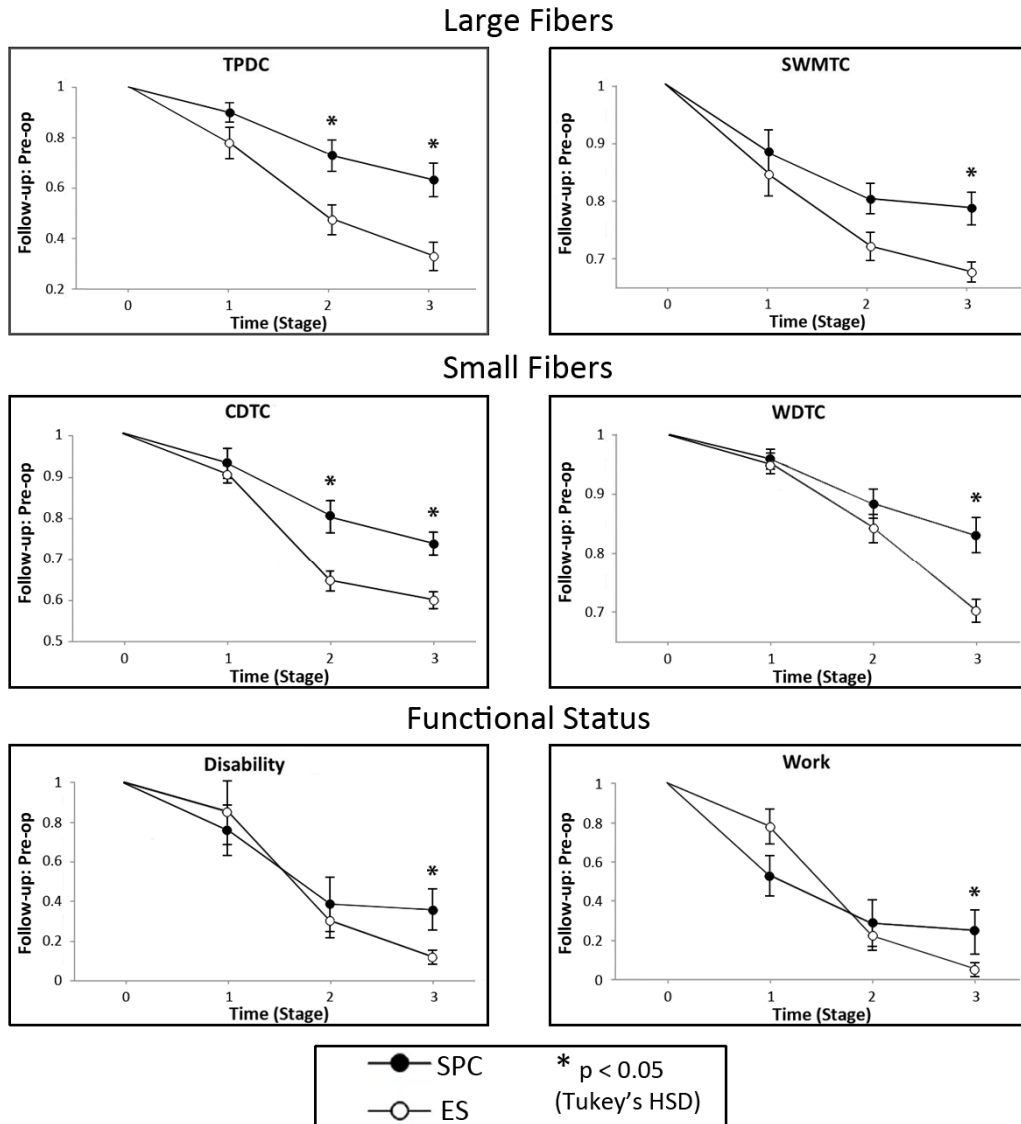 Large Fibers
TPDC
Follow-up: Pre-op
1
0.8
0.6
0.4
0.2
*
*
0 1 2 3
Time (Stage)
SWMTC
Follow-up: Pre-op
1
0.9
0.8
0.7
*
0 1 2 3
Time (Stage)
Small Fibers
CDTC
Follow-up: Pre-op
1
0.9
0.8
0.7
0.6
0.5
*
*
0 1 2 3
Time (Stage)
WDTC
Follow-up: Pre-op
1
0.9
0.8
0.7
*
0 1 2 3
Time (Stage)
Functional Status
Disability
Follow-up: Pre-op
1
0.8
0.6
0.4
0.2
0
*
0 1 2 3
Time (Stage)
Work
Follow-up: Pre-op
1
0.8
0.6
0.4
0.2
0
*
0 1 2 3
Time (Stage)
SPC
ES
* p < 0.05
(Tukey's HSD)